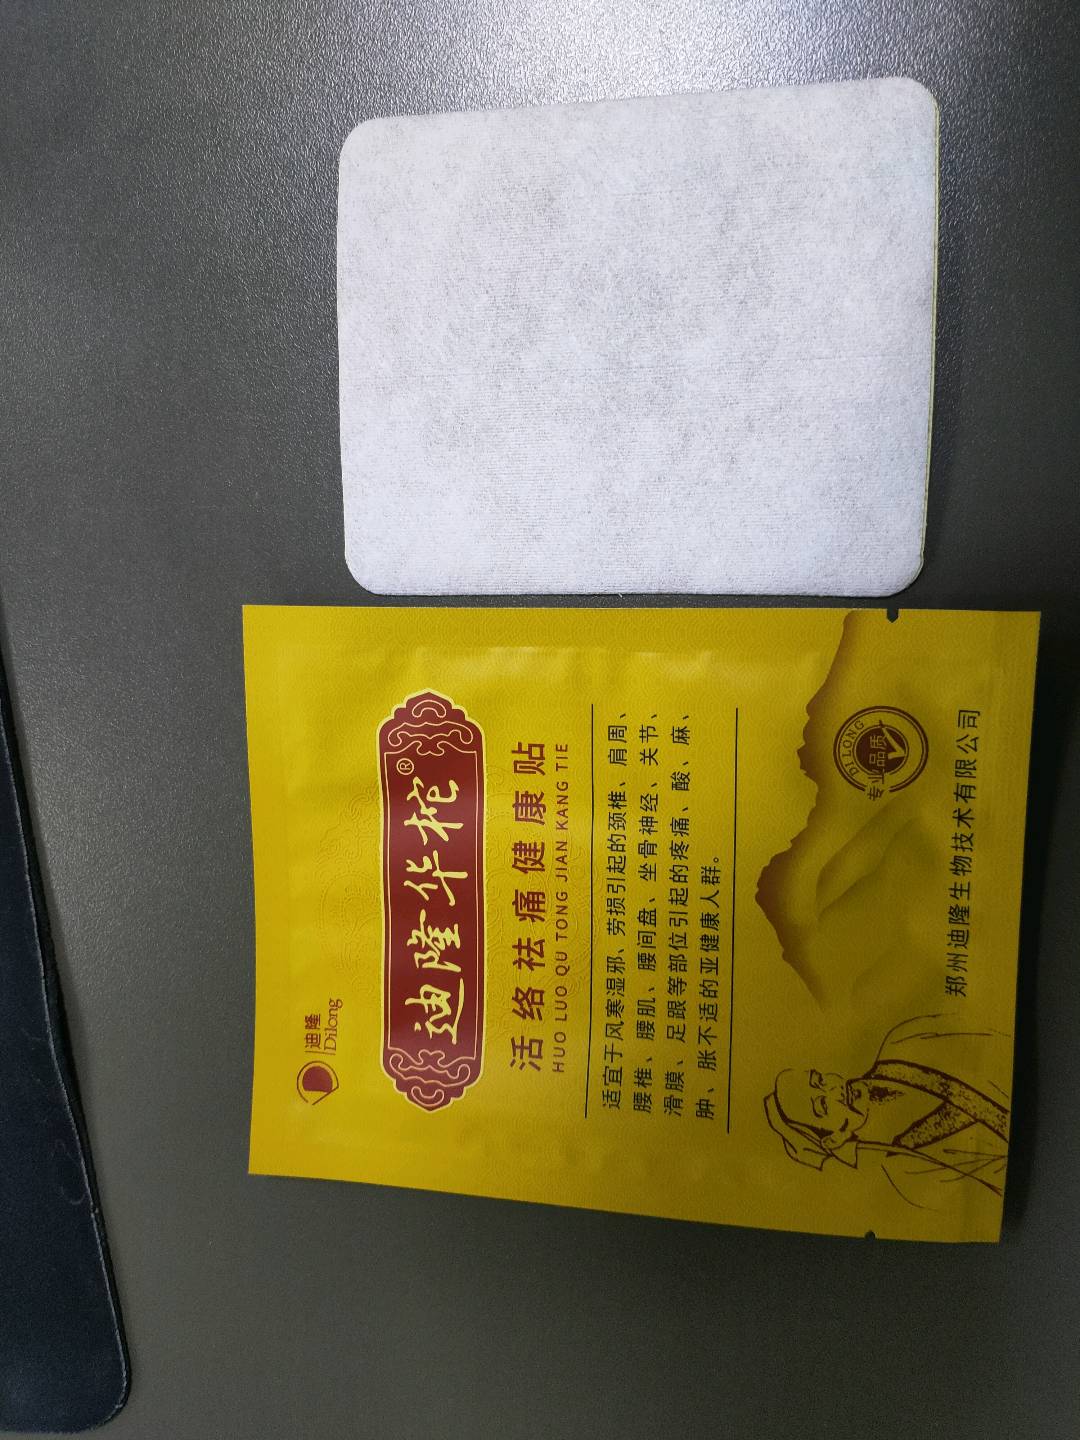 迪隆
Dilong
迪隆华柁®
活络祛痛健康贴
HUO LUO QU TONG JIAN KANG TIE
适宜于风寒湿邪、劳损引起的颈椎、肩周、
腰椎、腰肌、腰间盘、坐骨神经、关节、
滑膜、足跟等部位引起的疼痛、酸、麻、
肿、胀不适的亚健康人群。
DI LONG
专业品质
郑州迪隆生物技术有限公司